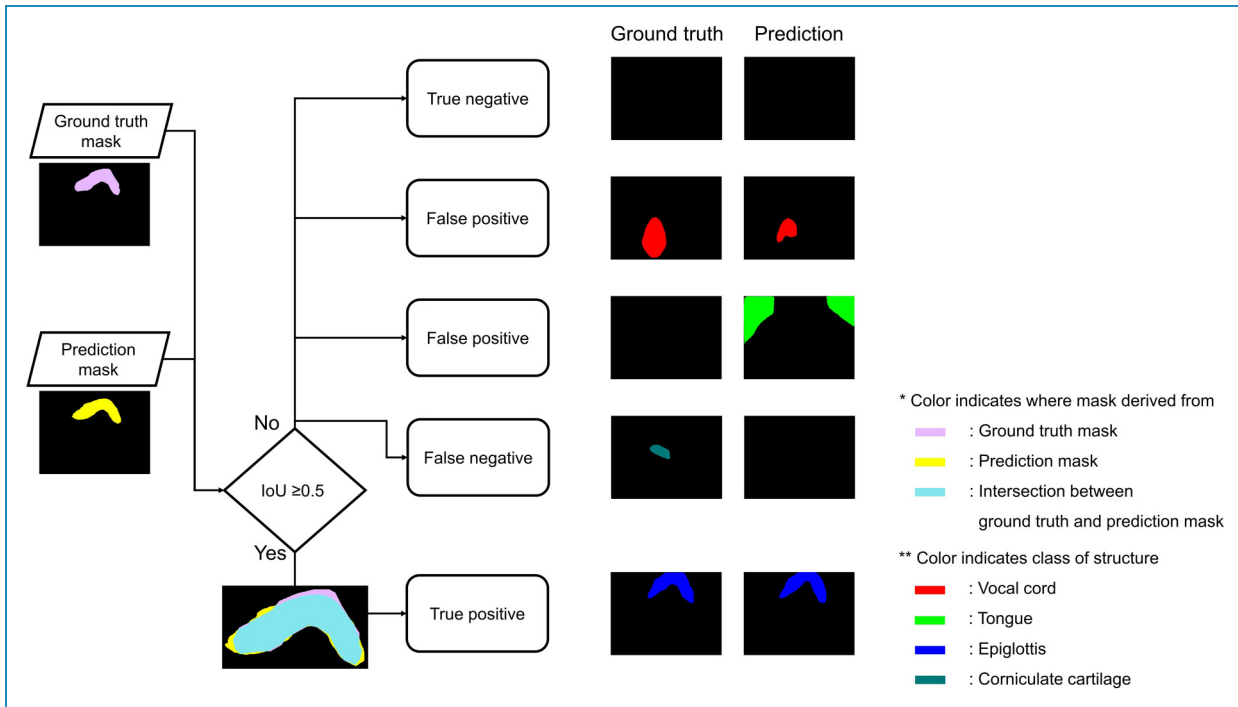 Ground truth
Prediction
True negative
Ground truth
mask
False positive
False positive
Prediction
mask
No
False negative
IoU ≥0.5
Yes
True positive
* Color indicates where mask derived from
: Ground truth mask
: Prediction mask
: Intersection between
ground truth and prediction mask
** Color indicates class of structure
: Vocal cord
: Tongue
: Epiglottis
: Corniculate cartilage